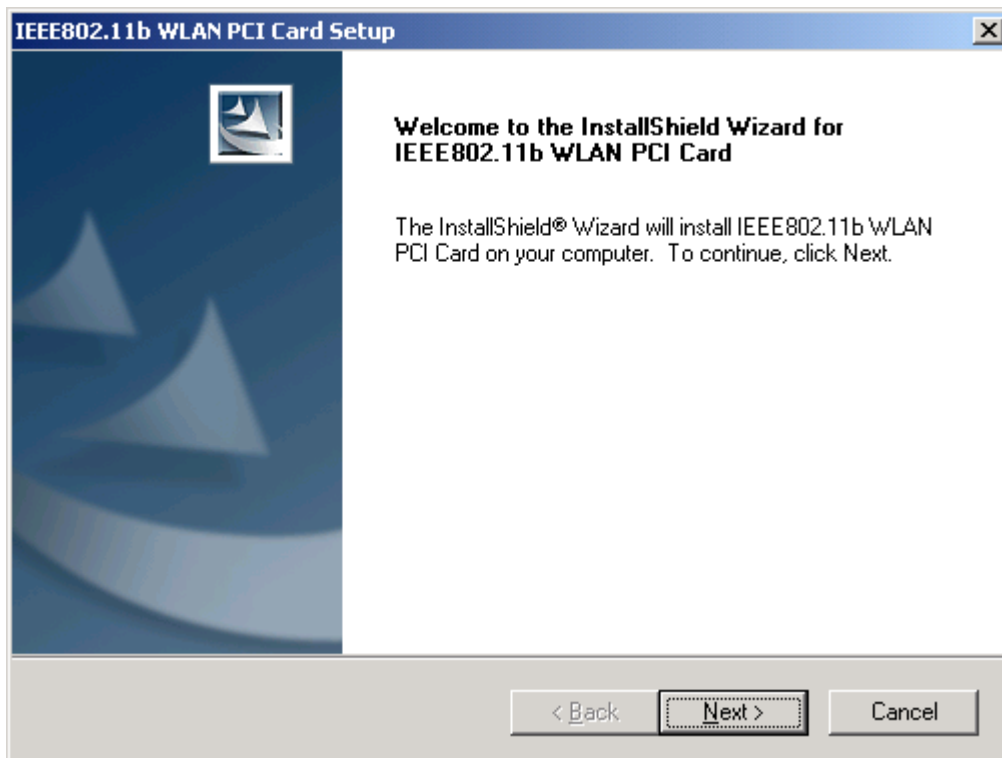 IEEE802.11b WLAN PCI Card Setup
Welcome to the InstallShield Wizard for
IEEE802.11b WLAN PCI Card
The InstallShield® Wizard will install IEEE802.11b WLAN
PCI Card on your computer.  To continue, click Next.
< Back
Next >
Cancel